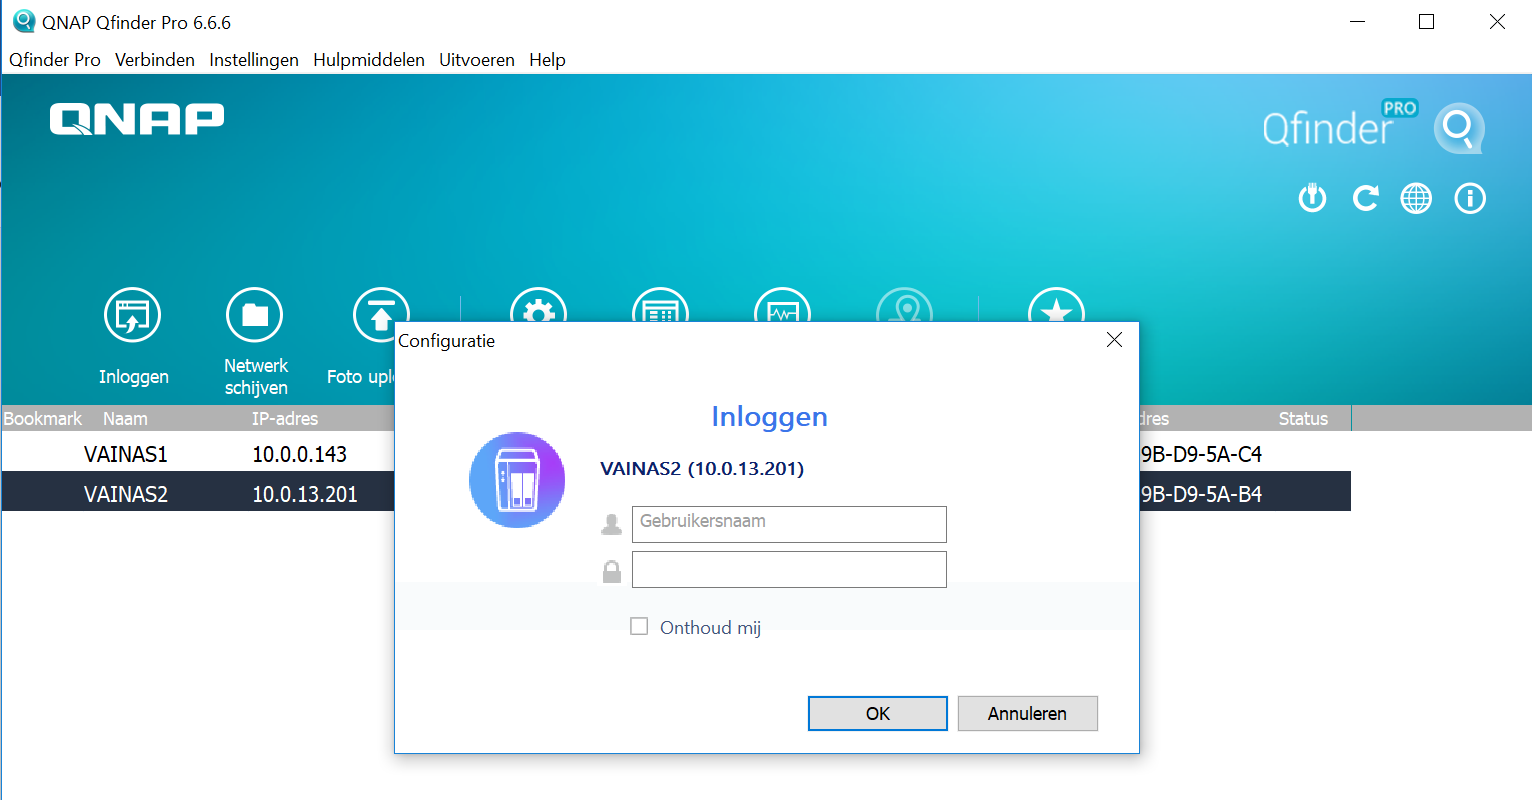 QNAP Qfinder Pro 6.6.6
Qfinder Pro Verbinden Instellingen Hulpmiddelen Uitvoeren Help
QNAP
Qfinder PRO
Inloggen
Netwerk
schijven
Foto upl
Configuratie
Bookmark Naam IP-adres dres Status
VAINAS1 10.0.0.143 9B-D9-5A-C4
VAINAS2 10.0.13.201 9B-D9-5A-B4
Inloggen
VAINAS2 (10.0.13.201)
Gebruikersnaam
Onthoud mij
OK Annuleren